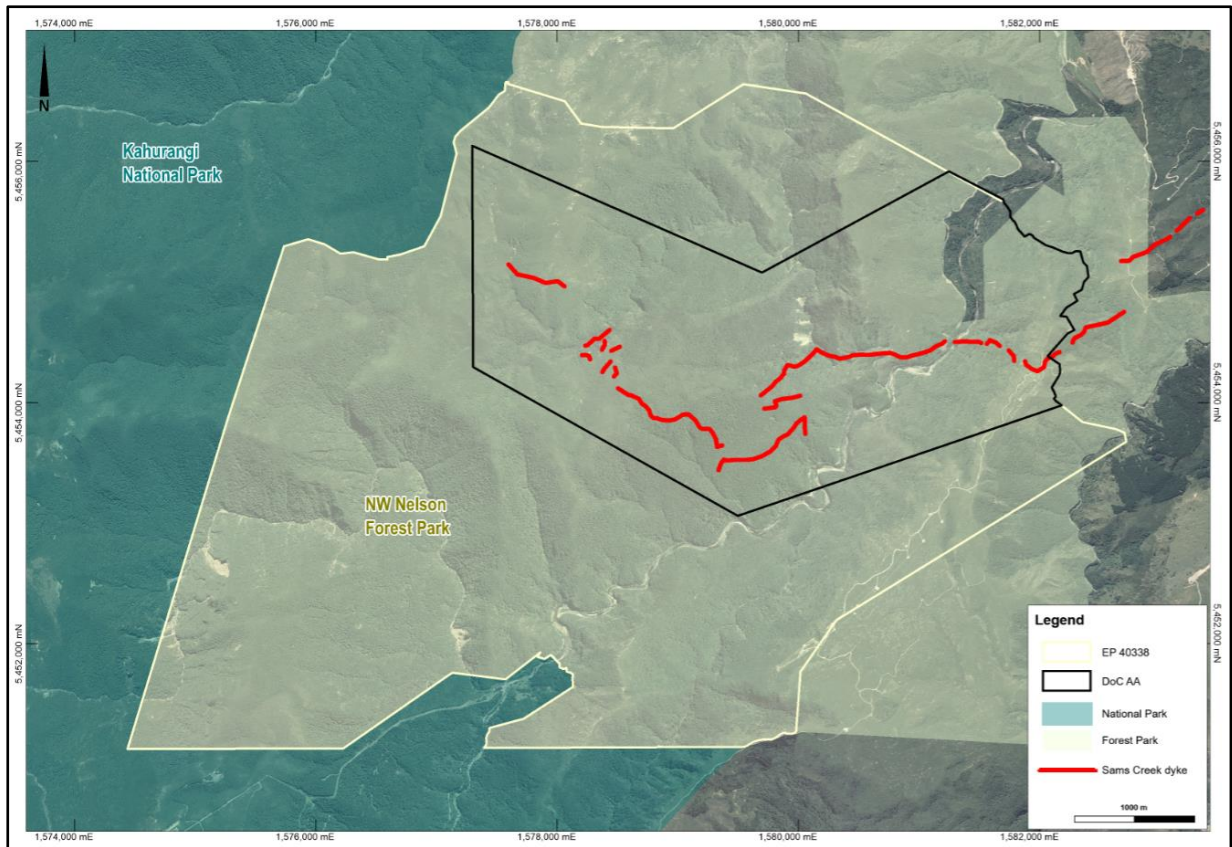 1,574,000 mE
1,576,000 mE
1,578,000 mE
1,580,000 mE
1,582,000 mE
N
Kahurangi
National Park
5,456,000 mN
5,456,000 mN
5,454,000 mN
5,454,000 mN
NW Nelson
Forest Park
5,452,000 mN
5,452,000 mN
Legend
EP 40338
DoC AA
National Park
Forest Park
Sams Creek dyke
1000 m
1,574,000 mE
1,576,000 mE
1,578,000 mE
1,580,000 mE
1,582,000 mE